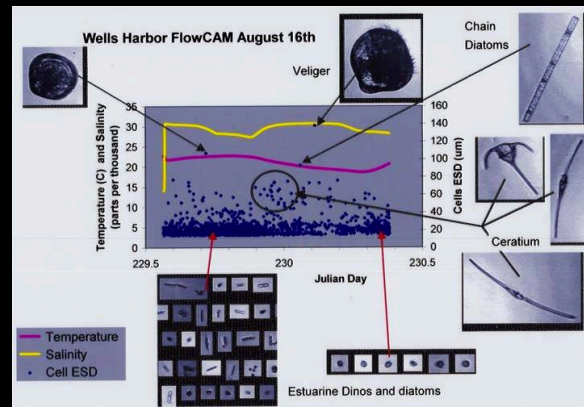 Wells Harbor FlowCAM August 16th
Veliger
Chain
Diatoms
Temperature (C) and Salinity
(parts per thousand)
35
30
25
20
15
10
5
0
160
140
120
100
80
60
40
20
0
Cells ESD (um)
229.5
230
230.5
Julian Day
Ceratium
Temperature
Salinity
Cell ESD
Estuarine Dinos and diatoms